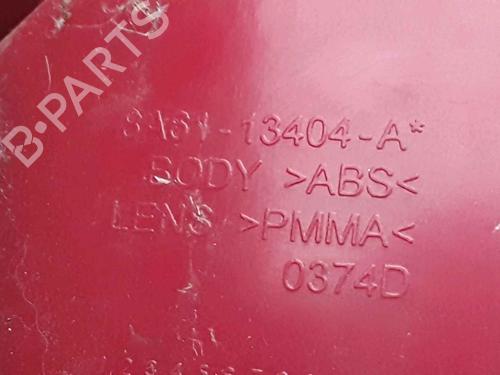 8A61-13404-A*
BODY >ABS<
LENS >PMMA<
0374D
B-Parts